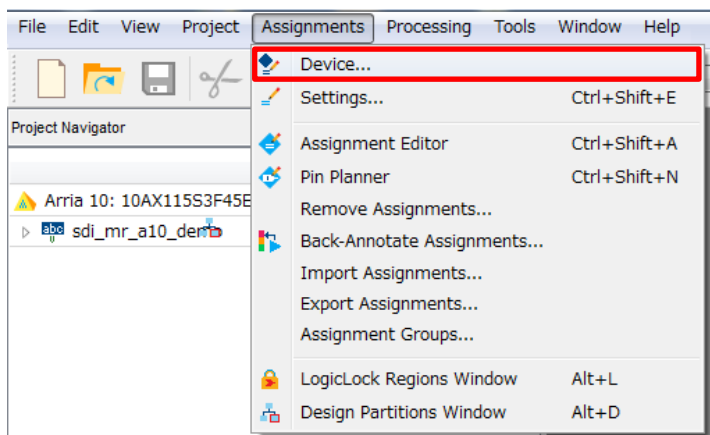 File Edit View Project Assignments Processing Tools Window Help
Device...
Settings... Ctrl+Shift+E
Project Navigator
Assignment Editor Ctrl+Shift+A
Pin Planner Ctrl+Shift+N
Arria 10: 10AX115S3F45E
Remove Assignments...
abc sdi_mr_a10_dem
Back-Annotate Assignments...
Import Assignments...
Export Assignments...
Assignment Groups...
LogicLock Regions Window Alt+L
Design Partitions Window Alt+D